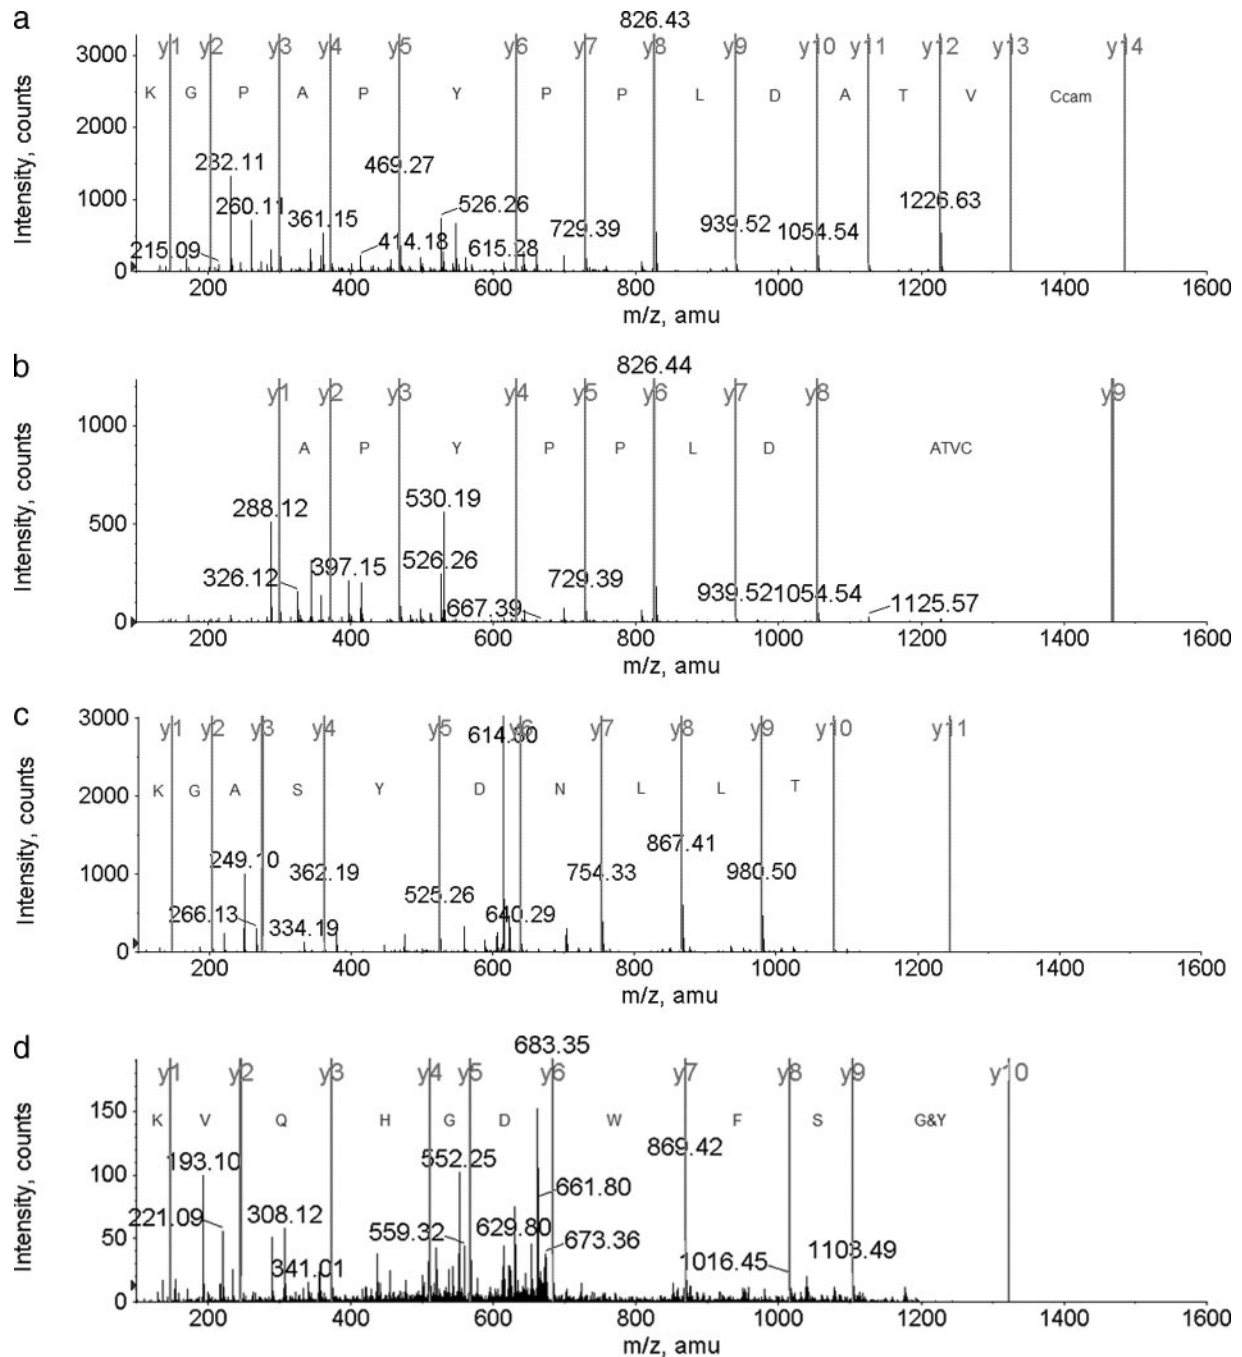 a
826.43
y1 y2 y3 y4 y5 y6 y7 y8 y9 y10 y11 y12 y13 y14
3000
K G P A P Y P P L D A T V Ccam
2000
232.11 469.27
1000
260.11 361.15 526.26 1226.63
215.09 414.18 615.28 729.39 939.52 1054.54
0
200 400 600 800 1000 1200 1400 1600
Intensity, counts
m/z, amu
b
826.44
y1 y2 y3 y4 y5 y6 y7 y8 y9
1000
A P Y P P L D ATVC
500
288.12 530.19
326.12 397.15 526.26 729.39 939.52 1054.54
667.39 1125.57
0
200 400 600 800 1000 1200 1400 1600
Intensity, counts
m/z, amu
c
3000
y1 y2 y3 y4 y5 y6 y7 y8 y9 y10 y11
K G A S Y D N L L T
2000
1000
249.10 362.19 754.33 867.41 980.50
266.13 334.19 525.26 640.29
0
200 400 600 800 1000 1200 1400 1600
Intensity, counts
m/z, amu
d
683.35
y1 y2 y3 y4 y5 y6 y7 y8 y9 y10
150
K V Q H G D W F S G&Y
100
193.10 552.25 869.42
661.80
50
221.09 308.12 559.32 629.80 673.36
341.01 1016.45 1103.49
0
200 400 600 800 1000 1200 1400 1600
Intensity, counts
m/z, amu